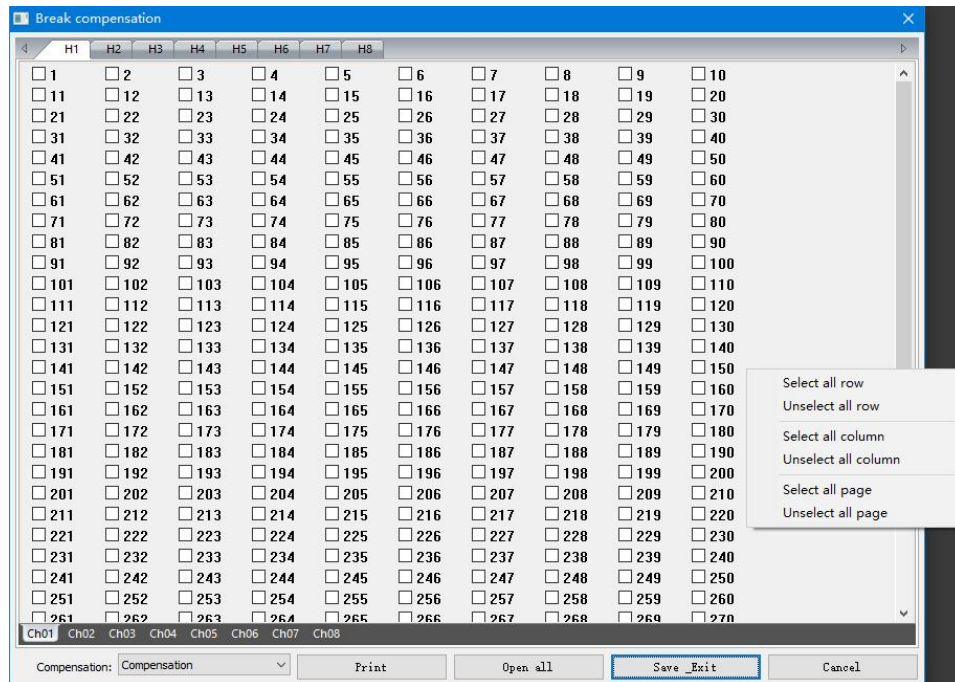 Break compensation
H1 H2 H3 H4 H5 H6 H7 H8
1 2 3 4 5 6 7 8 9 10
11 12 13 14 15 16 17 18 19 20
21 22 23 24 25 26 27 28 29 30
31 32 33 34 35 36 37 38 39 40
41 42 43 44 45 46 47 48 49 50
51 52 53 54 55 56 57 58 59 60
61 62 63 64 65 66 67 68 69 70
71 72 73 74 75 76 77 78 79 80
81 82 83 84 85 86 87 88 89 90
91 92 93 94 95 96 97 98 99 100
101 102 103 104 105 106 107 108 109 110
111 112 113 114 115 116 117 118 119 120
121 122 123 124 125 126 127 128 129 130
131 132 133 134 135 136 137 138 139 140
141 142 143 144 145 146 147 148 149 150
151 152 153 154 155 156 157 158 159 160
161 162 163 164 165 166 167 168 169 170
171 172 173 174 175 176 177 178 179 180
181 182 183 184 185 186 187 188 189 190
191 192 193 194 195 196 197 198 199 200
201 202 203 204 205 206 207 208 209 210
211 212 213 214 215 216 217 218 219 220
221 222 223 224 225 226 227 228 229 230
231 232 233 234 235 236 237 238 239 240
241 242 243 244 245 246 247 248 249 250
251 252 253 254 255 256 257 258 259 260
261 262 263 264 265 266 267 268 269 270
Select all row
Unselect all row
Select all column
Unselect all column
Select all page
Unselect all page
Ch01 Ch02 Ch03 Ch04 Ch05 Ch06 Ch07 Ch08
Compensation: Compensation Print Open all Save _Exit Cancel